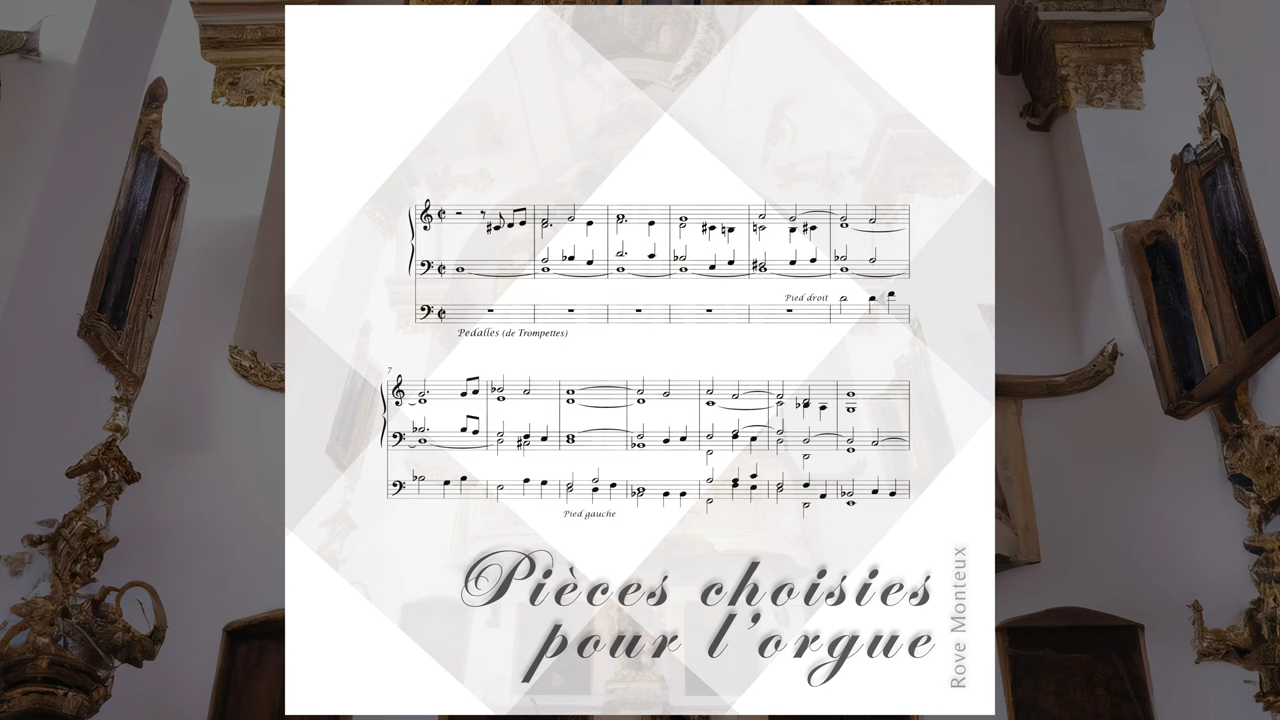 Pied droit
Pedalles (de Trompettes)
7
Pied gauche
Pièces choisies
pour l'orgue
Rove Monteux